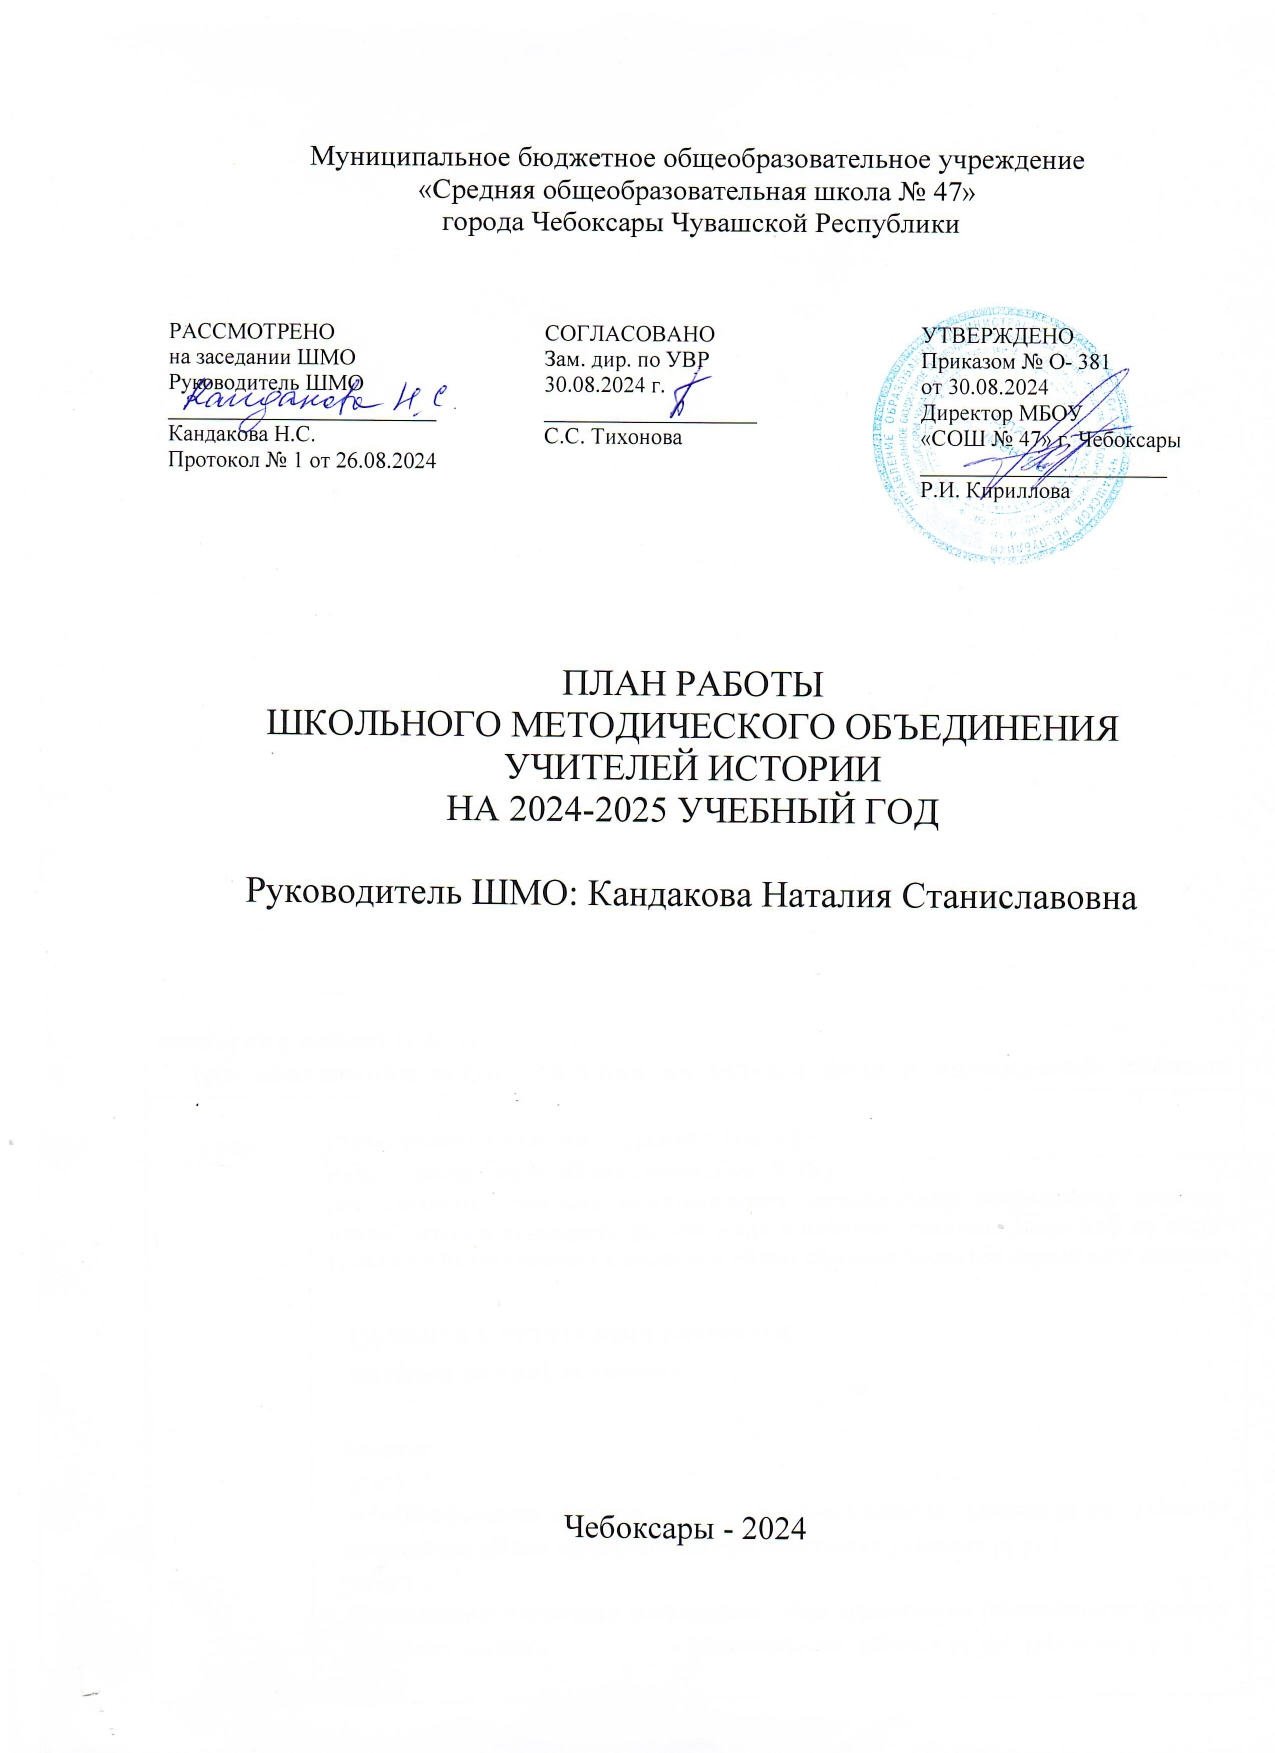 Муниципальное бюджетное общеобразовательное учреждение
«Средняя общеобразовательная школа № 47»
города Чебоксары Чувашской Республики
РАССМОТРЕНО
на заседании ШМО
Руководитель ШМО
Кандакова Н.С.
Кандакова Н.С.
Протокол № 1 от 26.08.2024
СОГЛАСОВАНО
Зам. дир. по УВР
30.08.2024 г.
С.С. Тихонова
УТВЕРЖДЕНО
Приказом № О- 381
от 30.08.2024
Директор МБОУ
«СОШ № 47» г. Чебоксары
Р.И. Кириллова
ПЛАН РАБОТЫ
ШКОЛЬНОГО МЕТОДИЧЕСКОГО ОБЪЕДИНЕНИЯ
УЧИТЕЛЕЙ ИСТОРИИ
НА 2024-2025 УЧЕБНЫЙ ГОД
Руководитель ШМО: Кандакова Наталия Станиславовна
Чебоксары - 2024